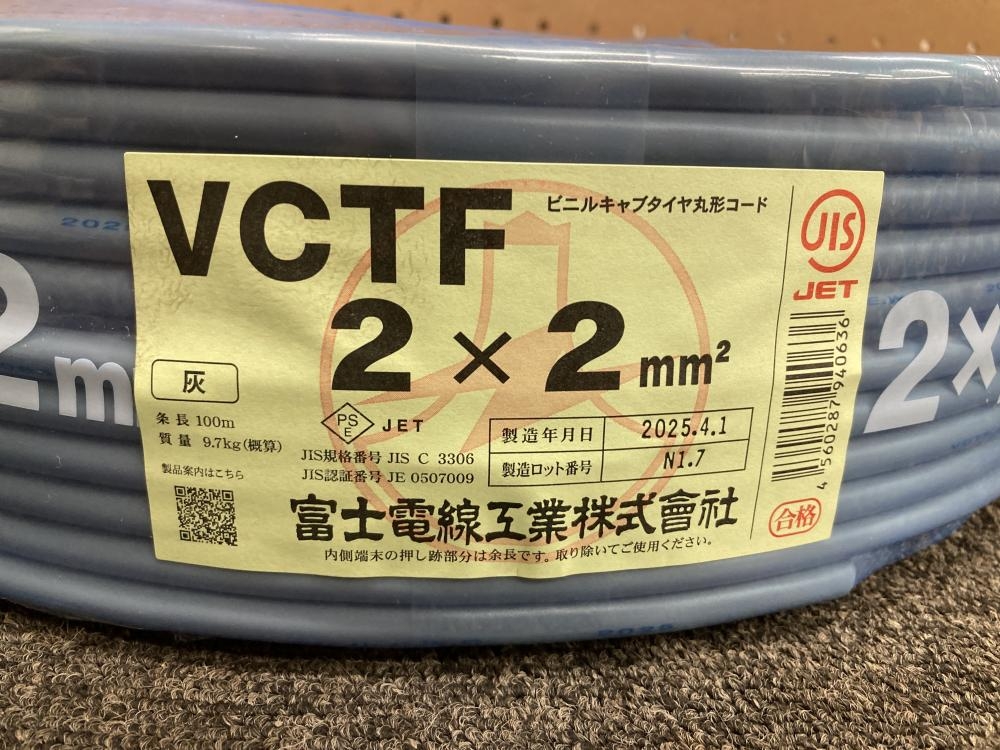 VCTF
ビニルキャブタイヤ丸形コード
2×2mm²
灰
条長 100m
質量 9.7kg(概算)
製品案内はこちら
PS
E
JET
JIS規格番号 JIS C 3306
JIS認証番号 JE 0507009
製造年月日 2025.4.1
製造ロット番号 N1.7
富士電線工業株式會社
内側端末の押し跡部分は余長です。取り除いてご使用ください。
JIS
JET
4560287940636
合格
2m
2×
202
2025